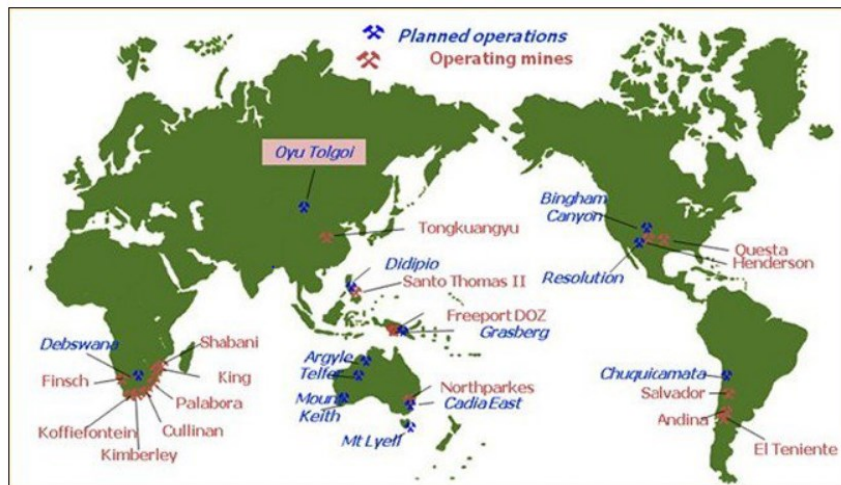 Planned operations
Operating mines
Oyu Tolgoi
Tongkuangyu
Didipio
Santo Thomas II
Freeport DOZ
Grasberg
Bingham
Canyon
Questa
Henderson
Resolution
Debswana
Shabani
Finsch
King
Palabora
Koffiefontein
Cullinan
Kimberley
Argyle
Telfer
Mount
Keith
Northparkes
Cadia East
Mt Lyell
Chuquicamata
Salvador
Andina
El Teniente